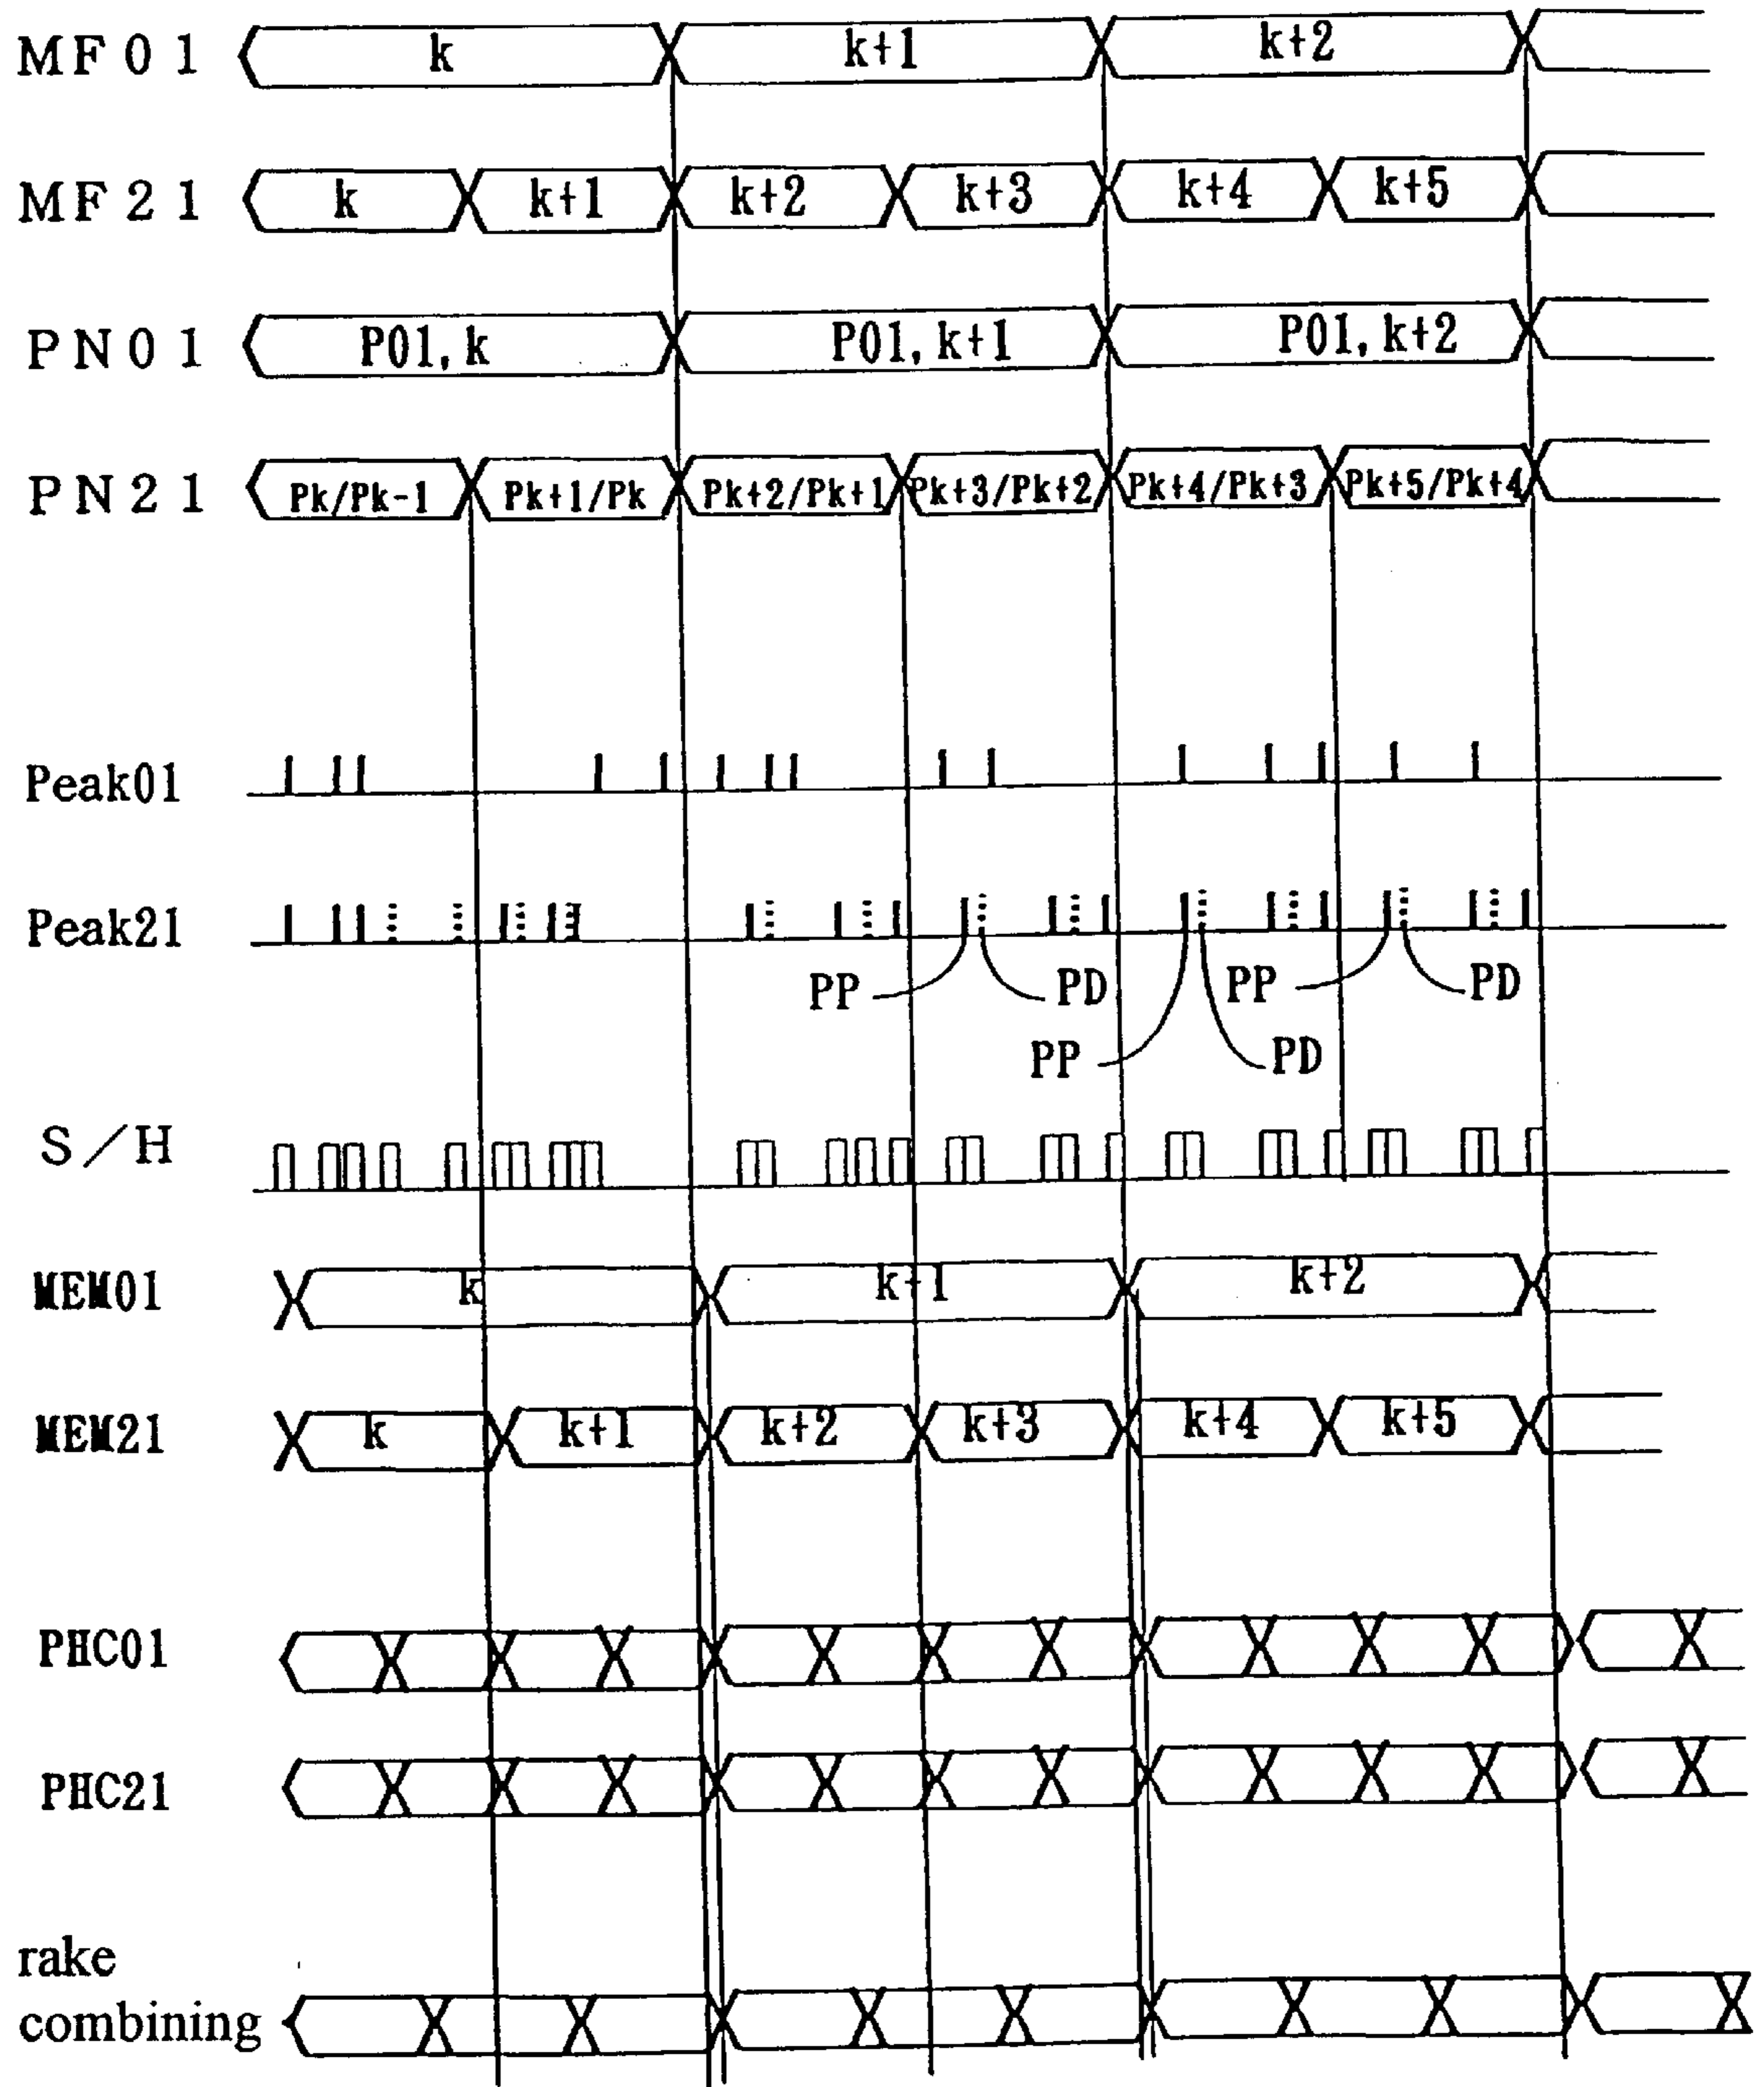 MF01 k k+1 k+2
MF21 k k+1 k+2 k+3 k+4 k+5
PN01 P01, k P01, k+1 P01, k+2
PN21 Pk/Pk-1 Pk+1/Pk Pk+2/Pk+1 Pk+3/Pk+2 Pk+4/Pk+3 Pk+5/Pk+4
Peak01
Peak21
PP PD PP PD
PP PD
S/H
MEM01 k k+1 k+2
MEM21 k k+1 k+2 k+3 k+4 k+5
PHC01
PHC21
rake
combining